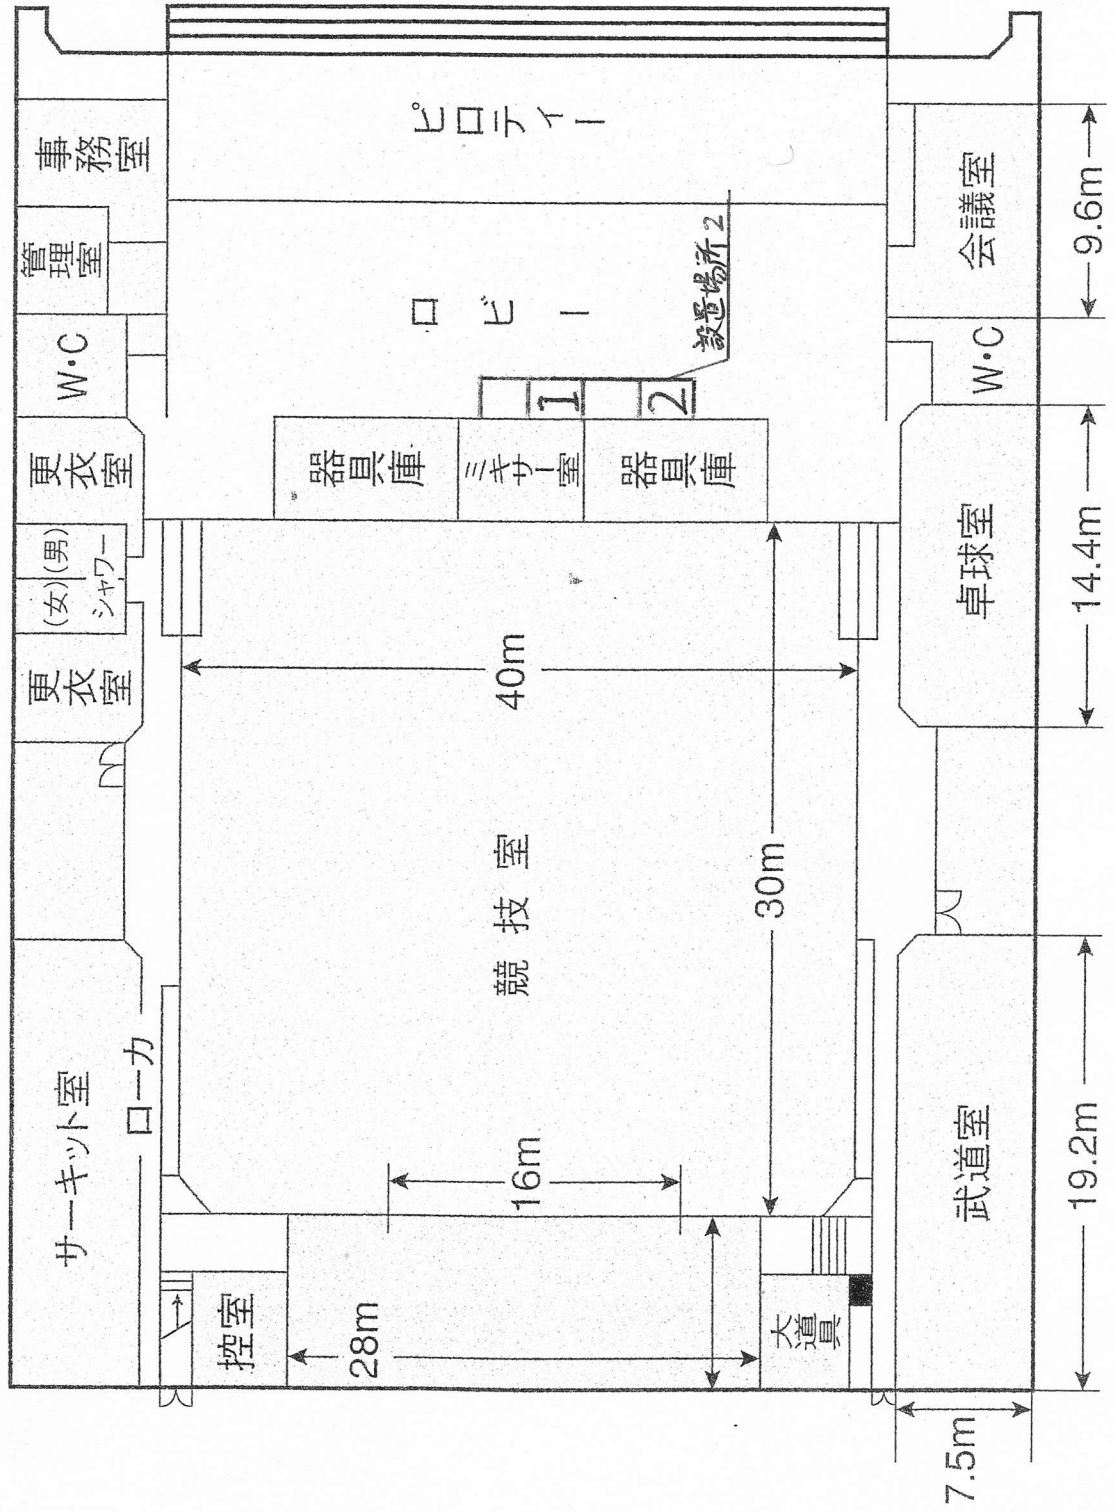 事務室
管理室
W・C
更衣室
(男)
(女)
シャワー
更衣室
サーキット室
ローカ
ピロティー
ロビー
設置場所2
1
2
器具庫
ミキサー室
器具庫
40m
競技室
30m
16m
28m
控室
大道具
会議室
W・C
卓球室
武道室
9.6m
14.4m
19.2m
7.5m